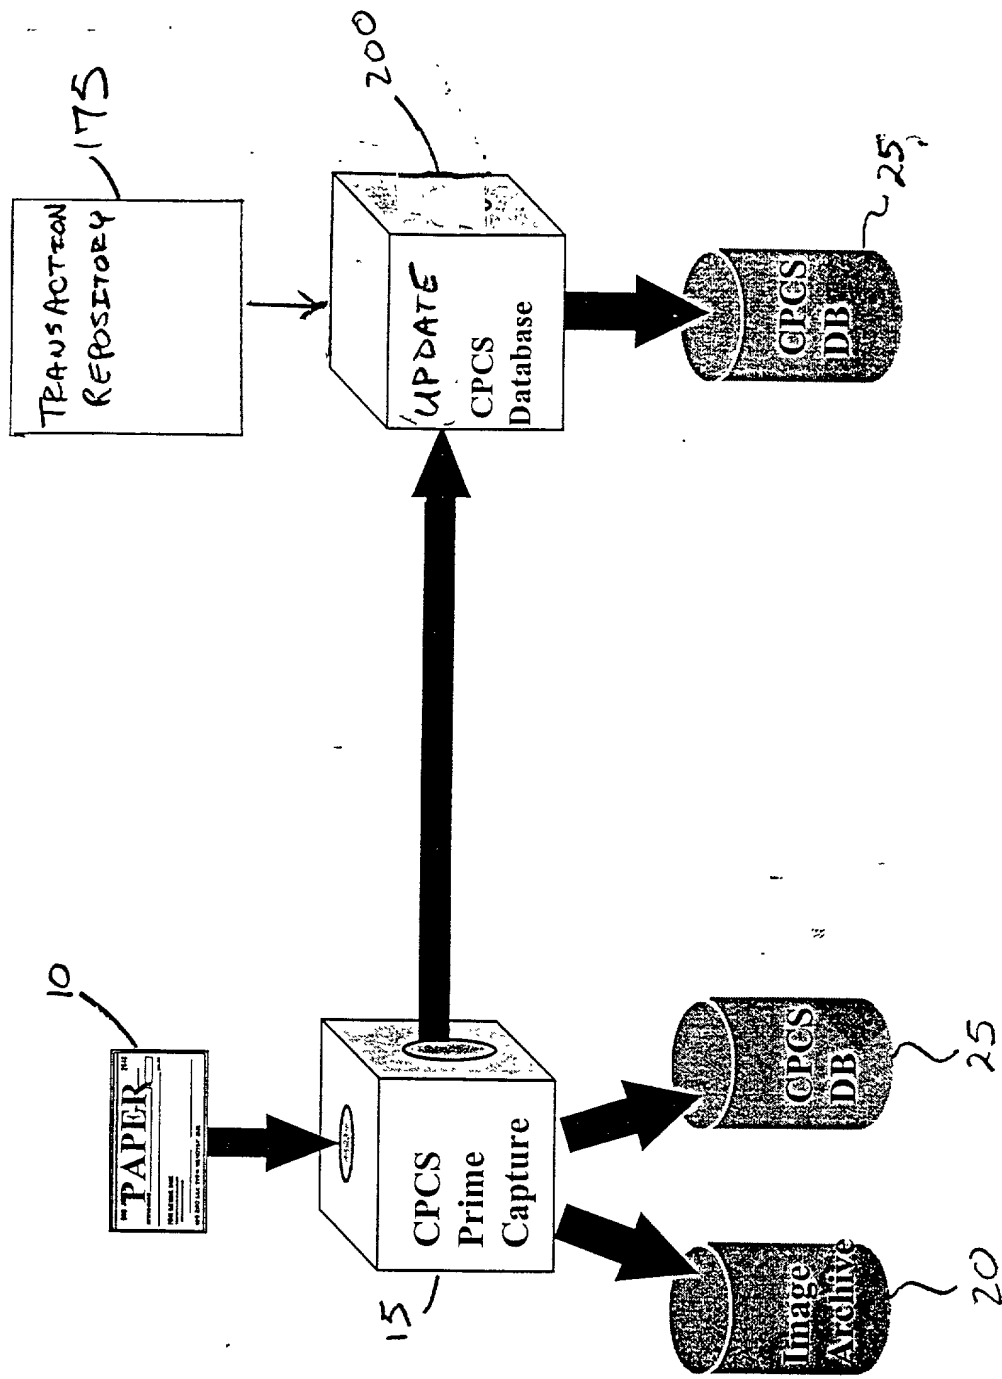 10
PAPER
15
CPCS
Prime
Capture
Image
Archive
20
CPCS
DB
25
TRANSACTION
REPOSITORY
175
UPDATE
CPCS
Database
200
CPCS
DB
25